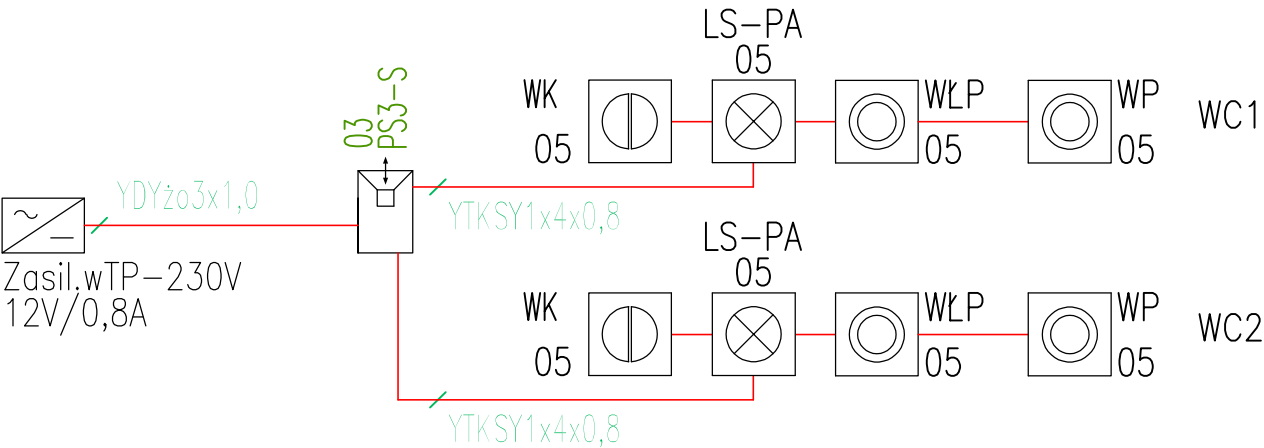 LS-PA
05
WK
05
WŁP
05
WP
05
WC1
03
PS3-S
YDYżo3x1,0
YTKSY1x4x0,8
Zasil.wTP-230V
12V/0,8A
LS-PA
05
WK
05
WŁP
05
WP
05
WC2
YTKSY1x4x0,8